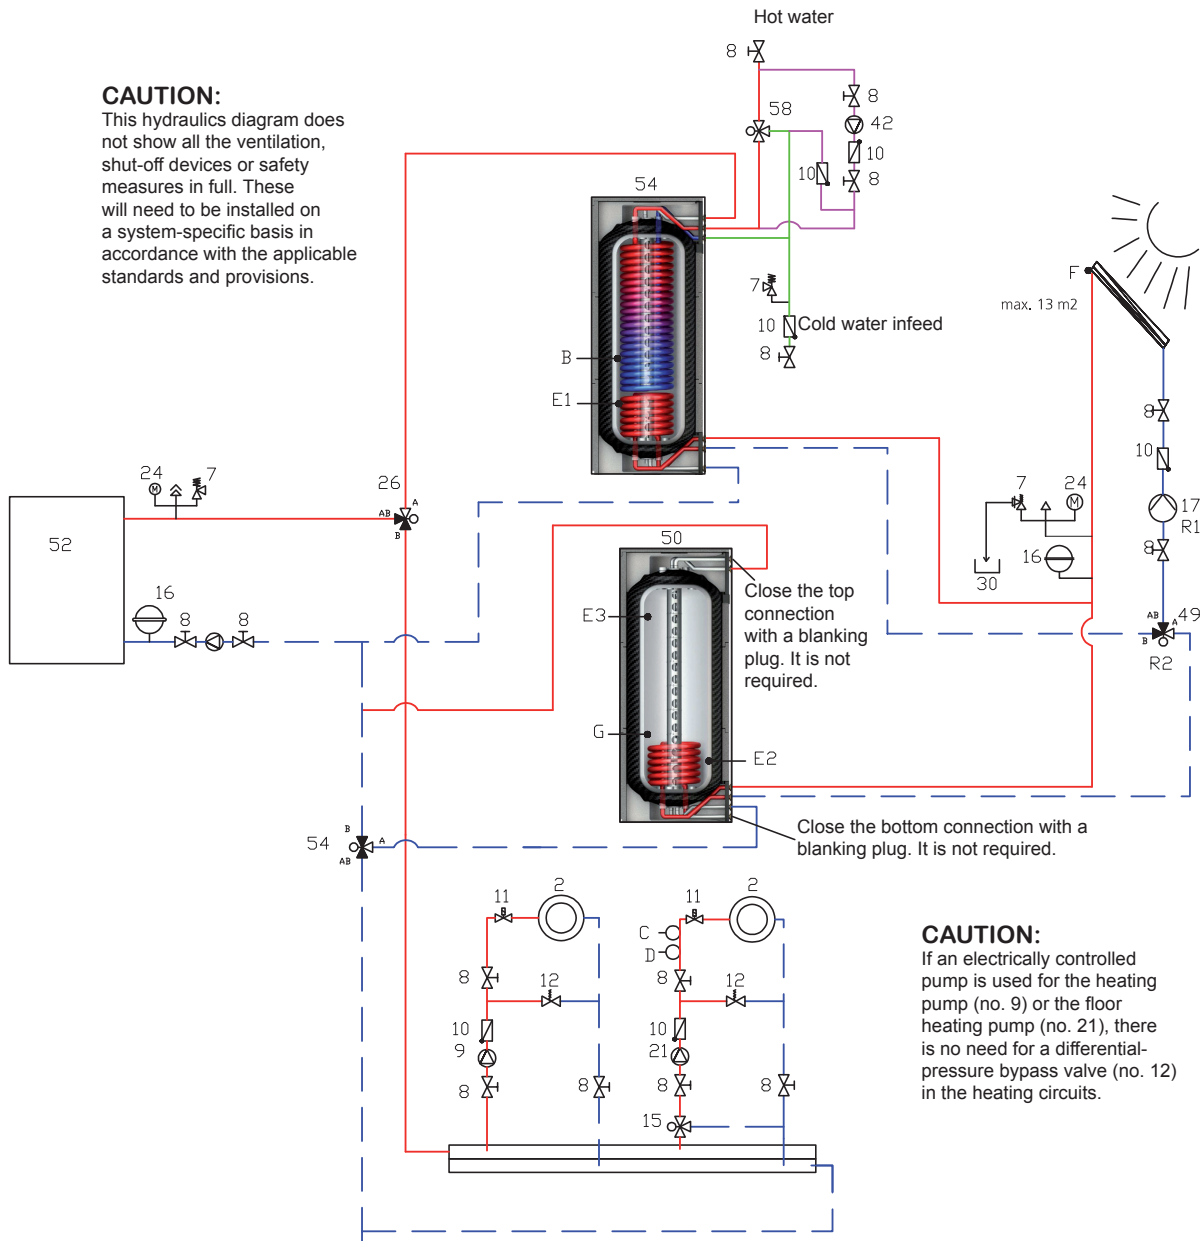 Hot water
8
CAUTION:
This hydraulics diagram does
not show all the ventilation,
shut-off devices or safety
measures in full. These
will need to be installed on
a system-specific basis in
accordance with the applicable
standards and provisions.
8
58
42
10
10
8
54
F
max. 13 m2
7
10
Cold water infeed
8
B
E1
8
10
24
7
26
A
AB
B
7
24
17
R1
52
50
16
8
30
16
8
8
Close the top
connection
with a blanking
plug. It is not
required.
E3
AB
49
B
A
R2
G
E2
B
54
A
AB
Close the bottom connection with a
blanking plug. It is not required.
11
2
11
2
C
D
8
12
8
12
10
9
10
21
8
8
8
8
15
CAUTION:
If an electrically controlled
pump is used for the heating
pump (no. 9) or the floor
heating pump (no. 21), there
is no need for a differential-
pressure bypass valve (no. 12)
in the heating circuits.
M
M